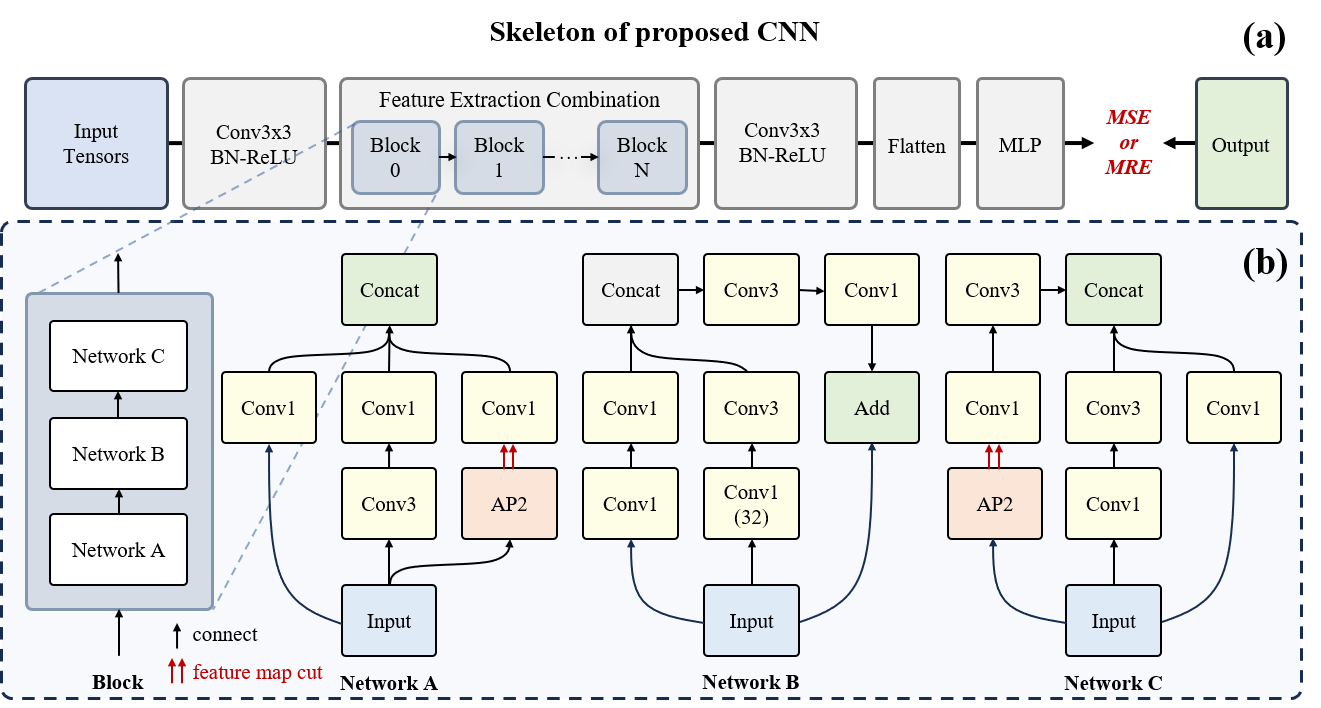 Skeleton of proposed CNN
(a)
Input
Tensors
Conv3x3
BN-ReLU
Feature Extraction Combination
Block
0
Block
1
...
Block
N
Conv3x3
BN-ReLU
Flatten
MLP
MSE
or
MRE
Output
(b)
Network C
Network B
Network A
Block
connect
feature map cut
Concat
Conv1
Conv1
Conv1
Conv3
AP2
Input
Network A
Concat
Conv3
Conv1
Conv1
Conv3
Add
Conv1
Conv1
(32)
Input
Network B
Conv3
Concat
Conv1
Conv3
Conv1
AP2
Conv1
Input
Network C